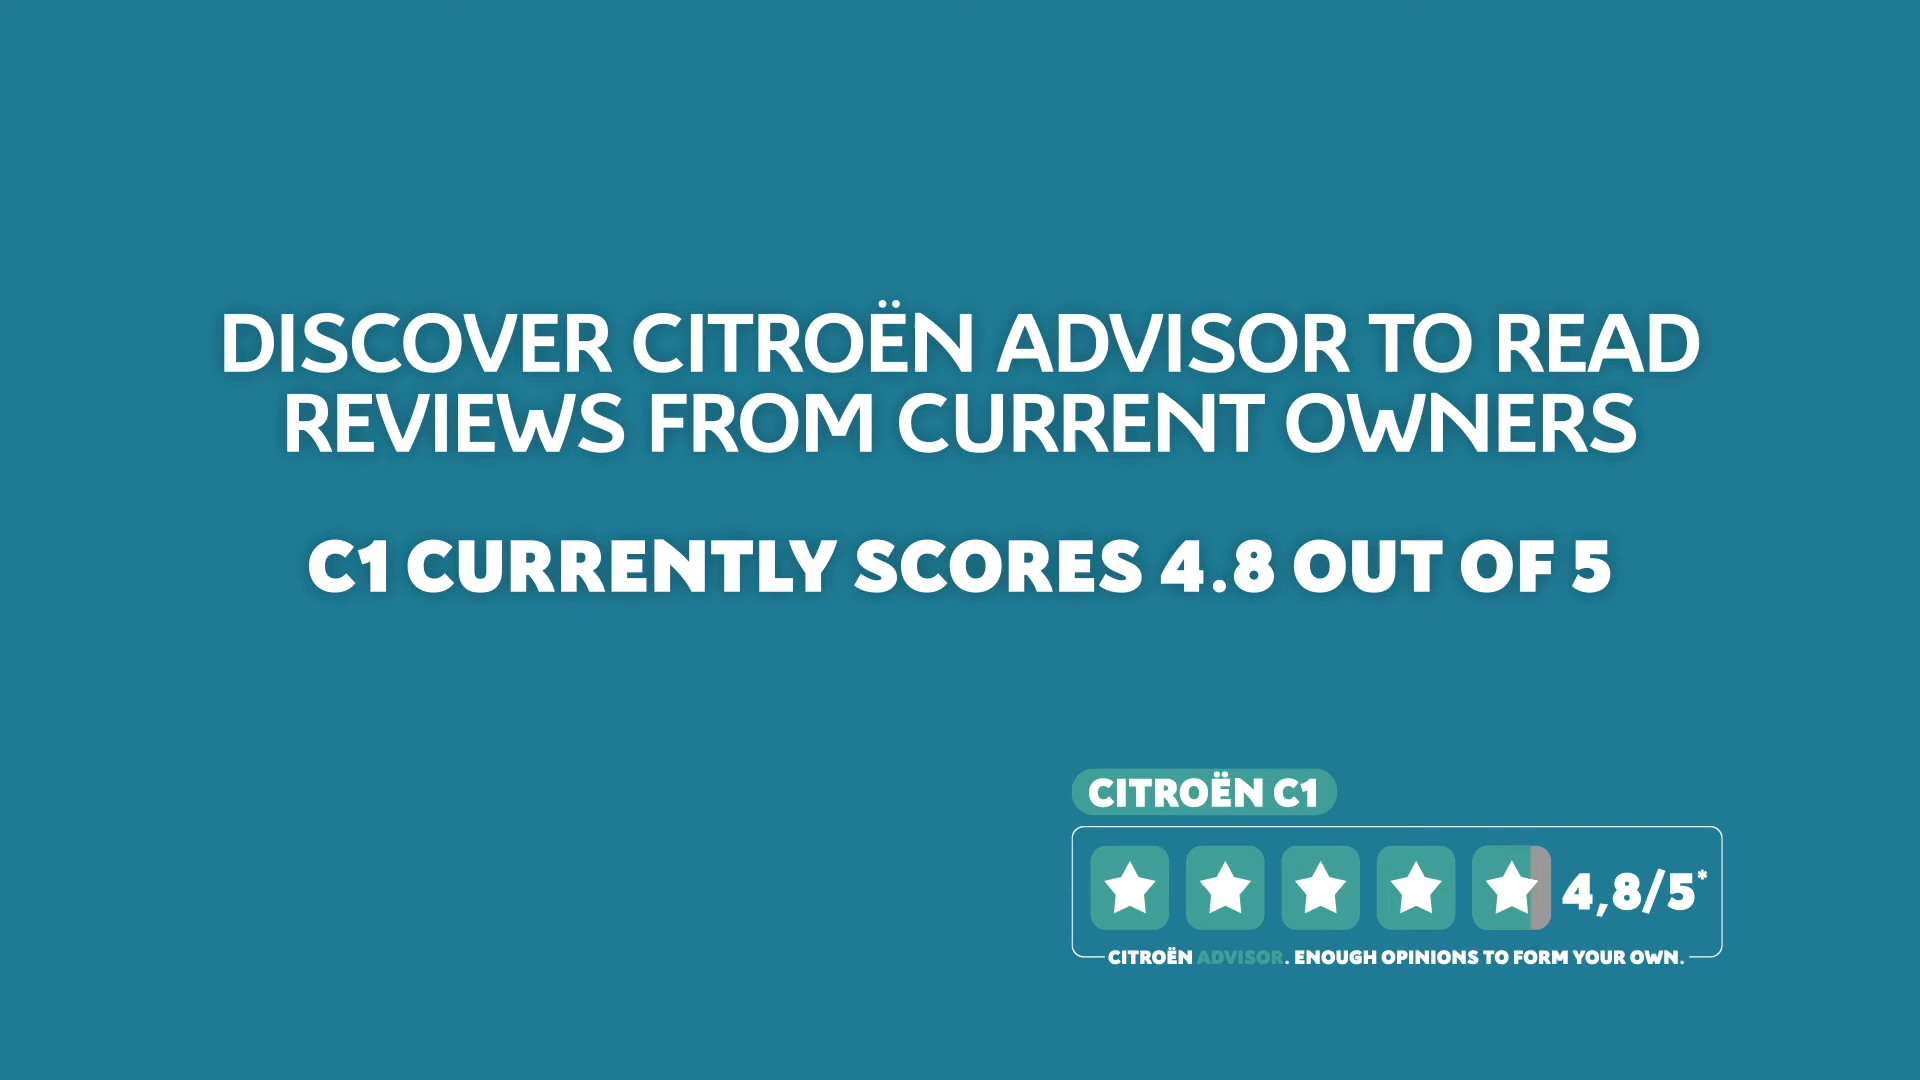 DISCOVER CITROËN ADVISOR TO READ
REVIEWS FROM CURRENT OWNERS
C1 CURRENTLY SCORES 4.8 OUT OF 5
CITROËN C1
4,8/5*
CITROËN ADVISOR. ENOUGH OPINIONS TO FORM YOUR OWN.